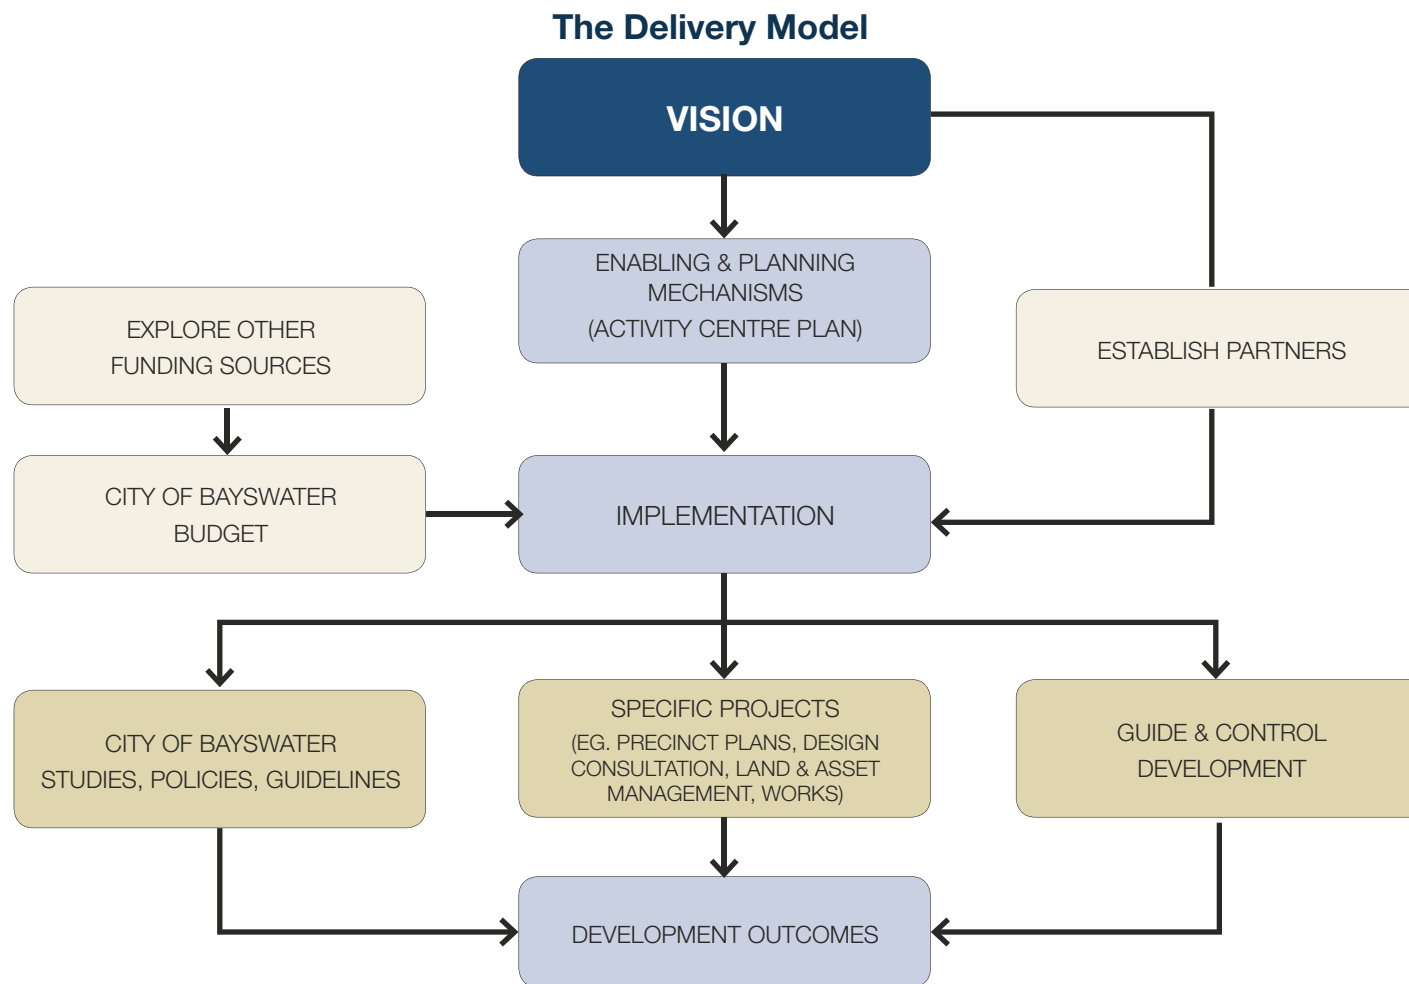 The Delivery Model
VISION
ENABLING & PLANNING
MECHANISMS
(ACTIVITY CENTRE PLAN)
EXPLORE OTHER
FUNDING SOURCES
ESTABLISH PARTNERS
CITY OF BAYSWATER
BUDGET
IMPLEMENTATION
CITY OF BAYSWATER
STUDIES, POLICIES, GUIDELINES
SPECIFIC PROJECTS
(EG. PRECINCT PLANS, DESIGN
CONSULTATION, LAND & ASSET
MANAGEMENT, WORKS)
GUIDE & CONTROL
DEVELOPMENT
DEVELOPMENT OUTCOMES